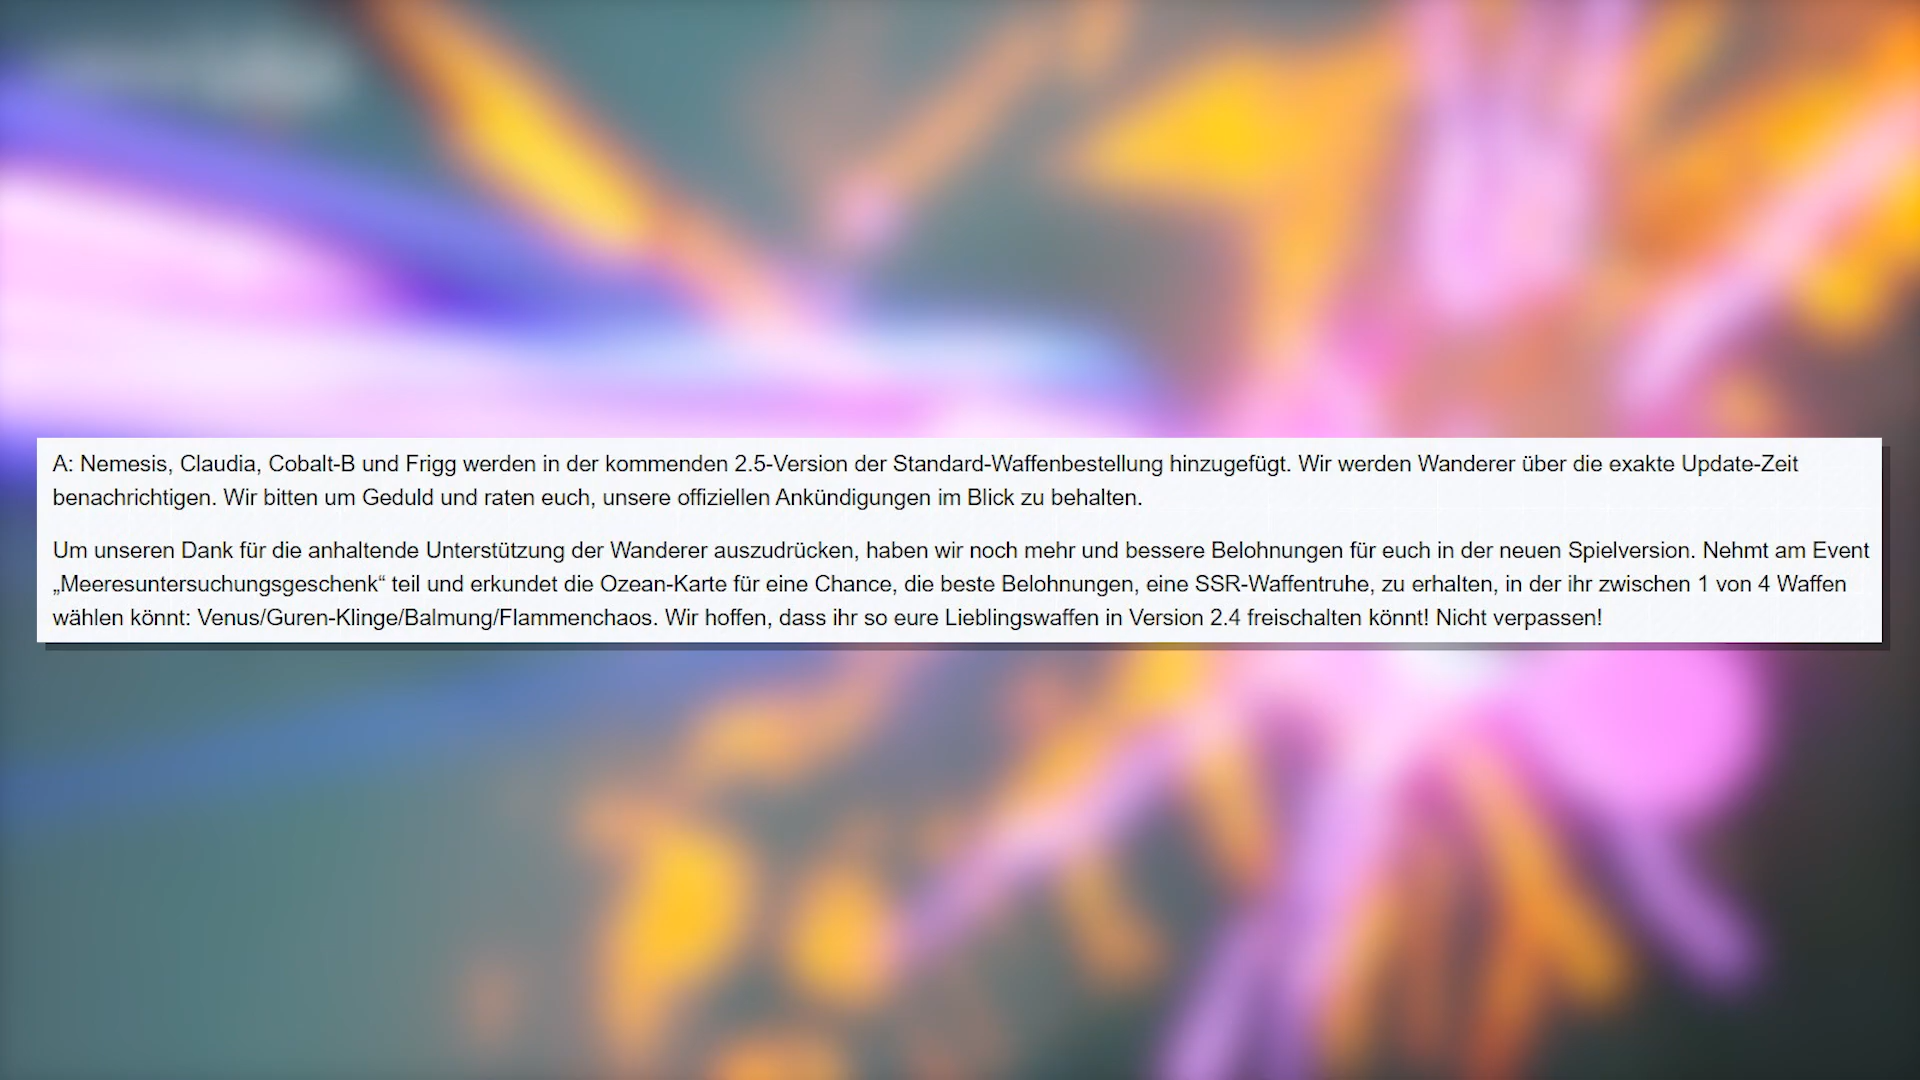 A: Nemesis, Claudia, Cobalt-B und Frigg werden in der kommenden 2.5-Version der Standard-Waffenbestellung hinzugefügt. Wir werden Wanderer über die exakte Update-Zeit
benachrichtigen. Wir bitten um Geduld und raten euch, unsere offiziellen Ankündigungen im Blick zu behalten.
Um unseren Dank für die anhaltende Unterstützung der Wanderer auszudrücken, haben wir noch mehr und bessere Belohnungen für euch in der neuen Spielversion. Nehmt am Event
„Meeresuntersuchungsgeschenk“ teil und erkundet die Ozean-Karte für eine Chance, die beste Belohnungen, eine SSR-Waffentruhe, zu erhalten, in der ihr zwischen 1 von 4 Waffen
wählen könnt: Venus/Guren-Klinge/Balmung/Flammenchaos. Wir hoffen, dass ihr so eure Lieblingswaffen in Version 2.4 freischalten könnt! Nicht verpassen!